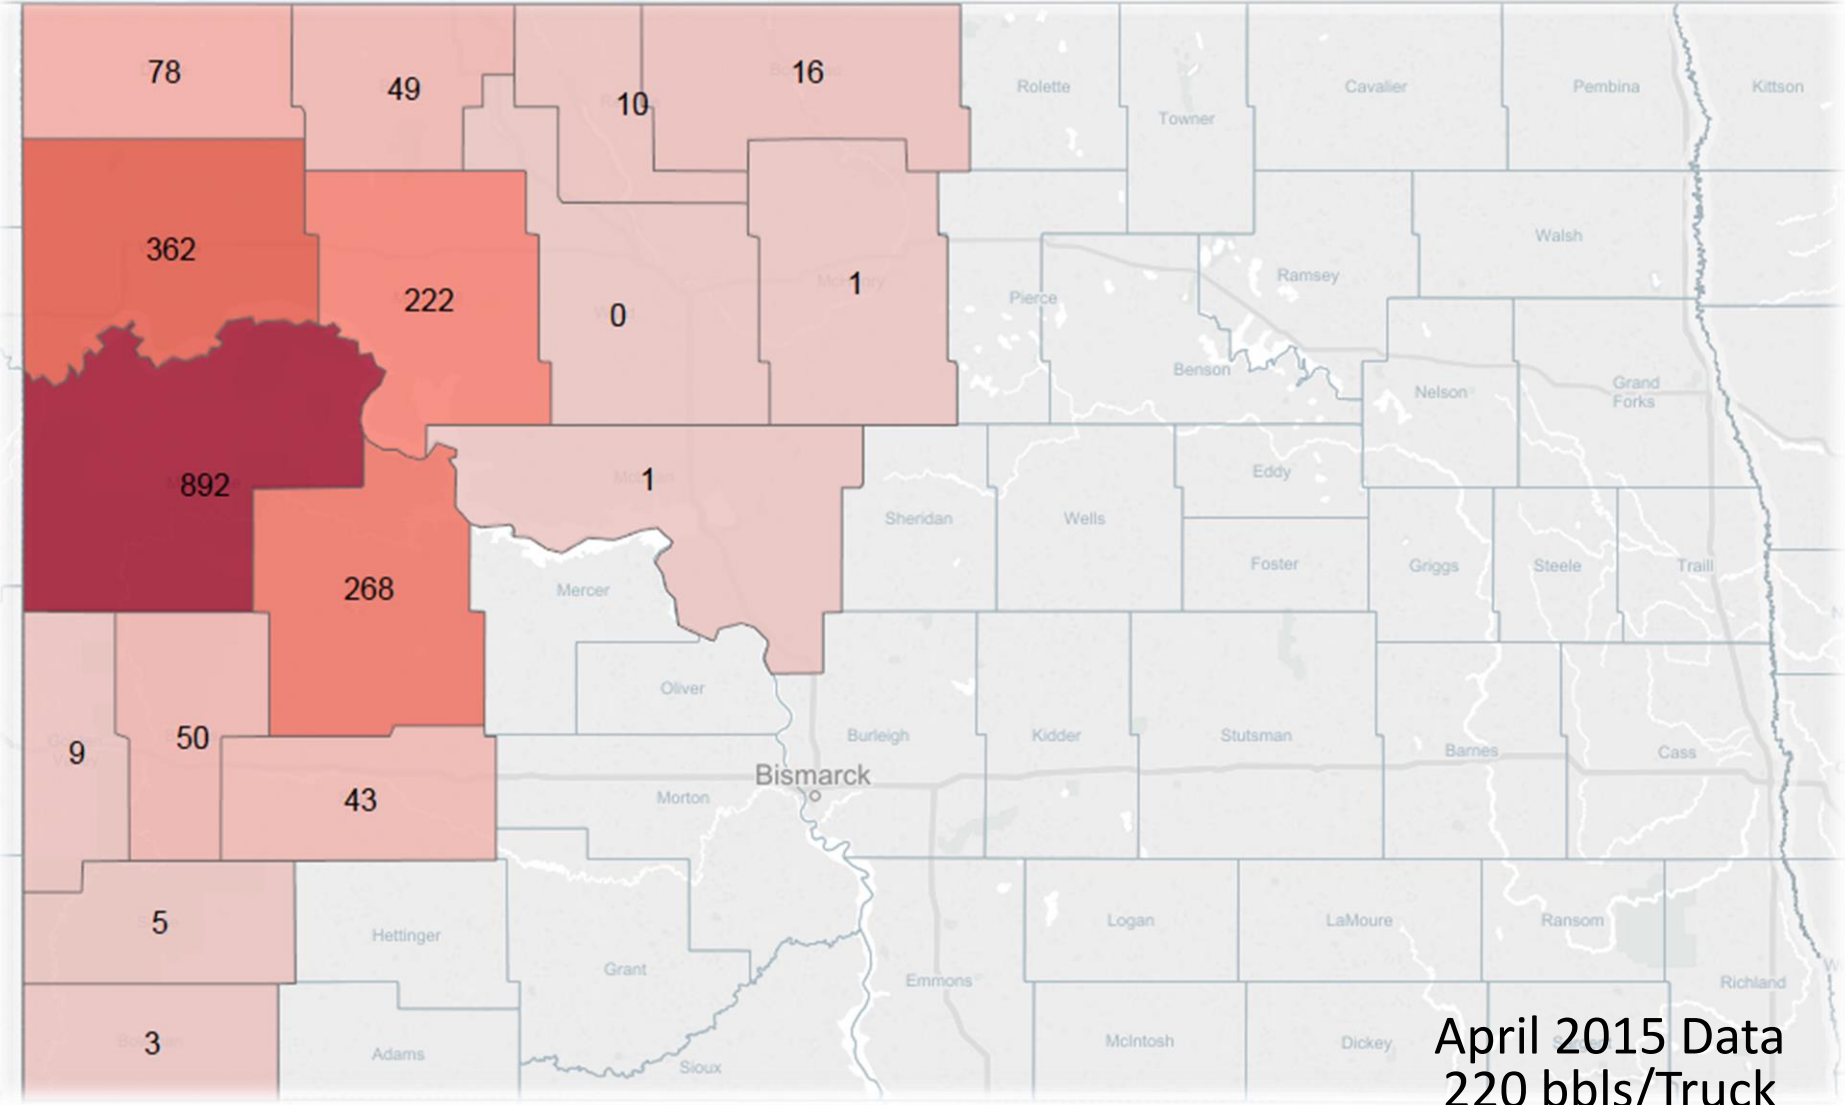 78
49
10
16
Rolette
Towner
Cavalier
Pembina
Kittson
362
222
0
1
McHenry
Pierce
Benson
Ramsey
Walsh
Nelson
Grand
Forks
892
268
1
Sheridan
Wells
Eddy
Foster
Griggs
Steele
Traill
Mercer
Oliver
9
50
43
Burleigh
Kidder
Stutsman
Barnes
Cass
Bismarck
Morton
5
Hettinger
Grant
Emmons
Logan
LaMoure
Ransom
Richland
3
Adams
Sioux
McIntosh
Dickey
April 2015 Data
220 bbls/Truck